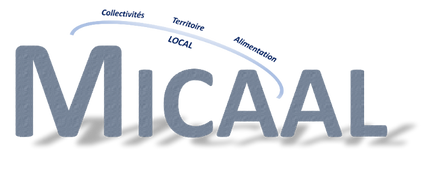 Collectivités Territoire Alimentation
LOCAL
MICAAL